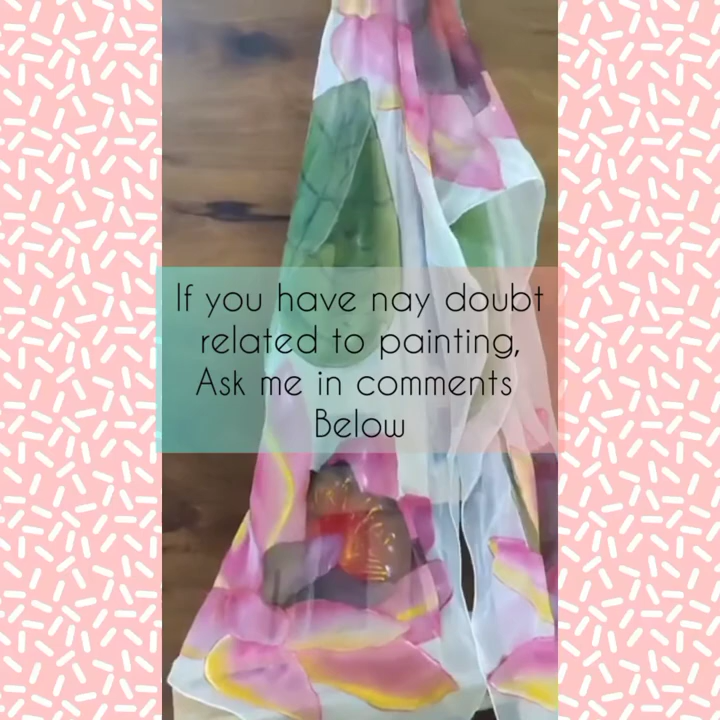 If you have nay doubt
related to painting,
Ask me in comments
Below